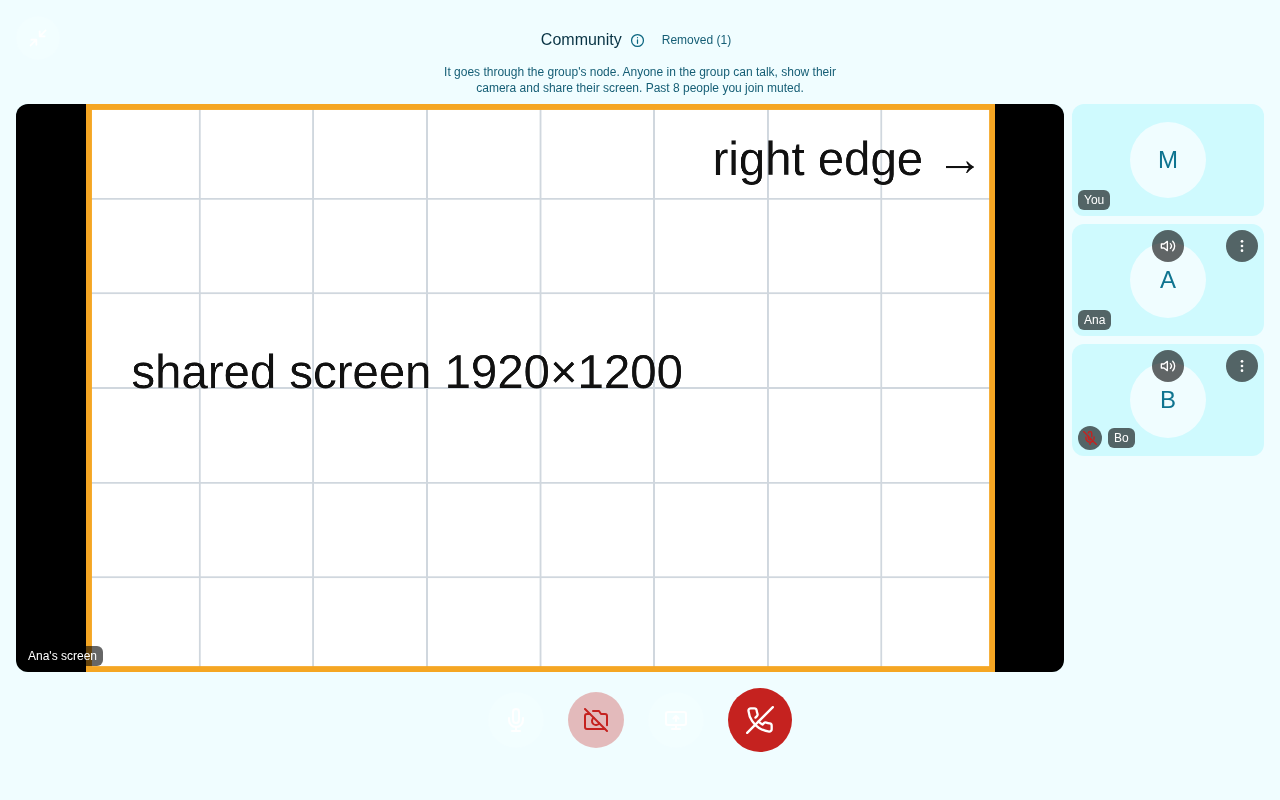 Community
Removed (1)
It goes through the group's node. Anyone in the group can talk, show their
camera and share their screen. Past 8 people you join muted.
right edge →
shared screen 1920×1200
Ana's screen
M
You
A
Ana
B
Bo